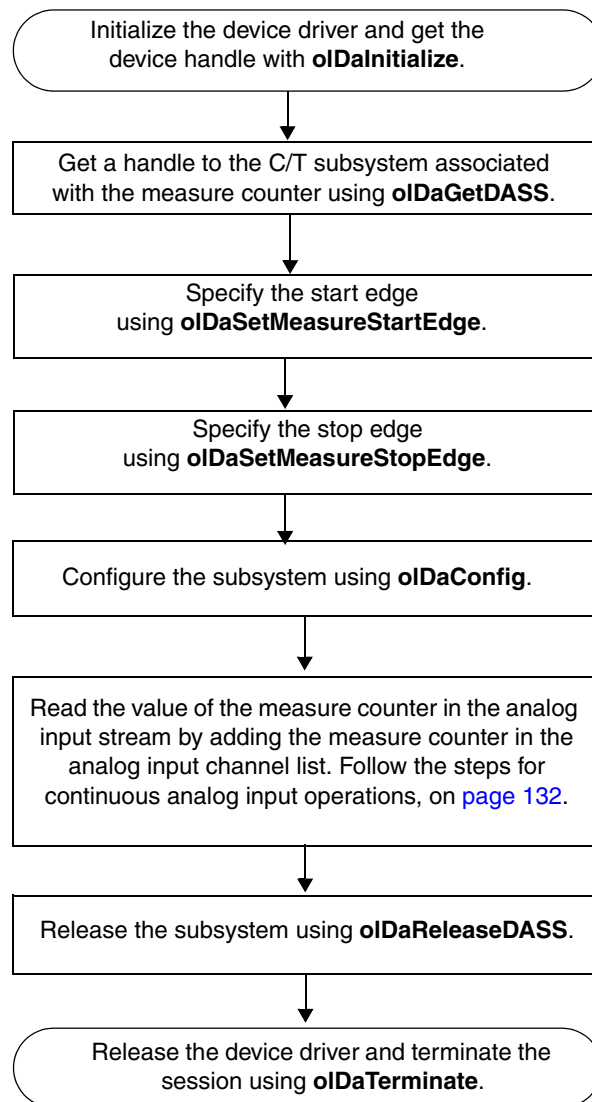 Initialize the device driver and get the
device handle with olDaInitialize.
Get a handle to the C/T subsystem associated
with the measure counter using olDaGetDASS.
Specify the start edge
using olDaSetMeasureStartEdge.
Specify the stop edge
using olDaSetMeasureStopEdge.
Configure the subsystem using olDaConfig.
Read the value of the measure counter in the analog
input stream by adding the measure counter in the
analog input channel list. Follow the steps for
continuous analog input operations, on page 132.
Release the subsystem using olDaReleaseDASS.
Release the device driver and terminate the
session using olDaTerminate.